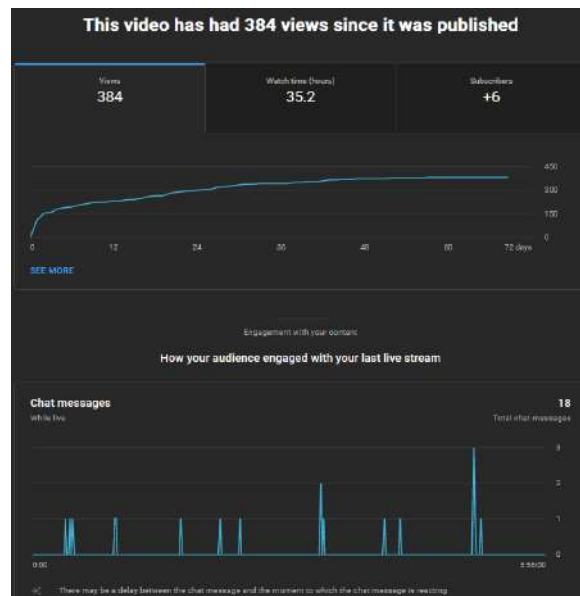 This video has had 384 views since it was published
Views
384
Watch time (hours)
35.2
Subscribers
+6
450
300
150
0
0 12 24 36 48 60 72 days
SEE MORE
Engagement with your content
How your audience engaged with your last live stream
Chat messages
While live
18
Total chat messages
3
2
1
0
0:00
There may be a delay between the chat message and the moment to which the chat message is reacting